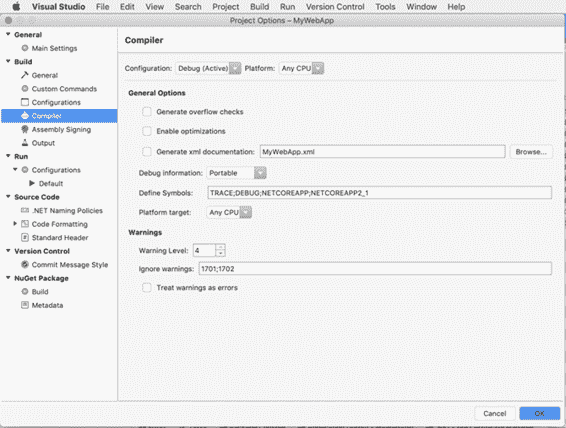 Visual Studio File Edit View Search Project Build Run Version Control Tools Window Help
Project Options – MyWebApp
General
Main Settings
Build
General
Custom Commands
Configurations
Compiler
Assembly Signing
Output
Run
Configurations
Default
Source Code
.NET Naming Policies
Code Formatting
Standard Header
Version Control
Commit Message Style
NuGet Package
Build
Metadata
Compiler
Configuration: Debug (Active) Platform: Any CPU
General Options
Generate overflow checks
Enable optimizations
Generate xml documentation: MyWebApp.xml Browse...
Debug information: Portable
Define Symbols: TRACE;DEBUG;NETCOREAPP;NETCOREAPP2_1
Platform target: Any CPU
Warnings
Warning Level: 4
Ignore warnings: 1701;1702
Treat warnings as errors
Cancel OK